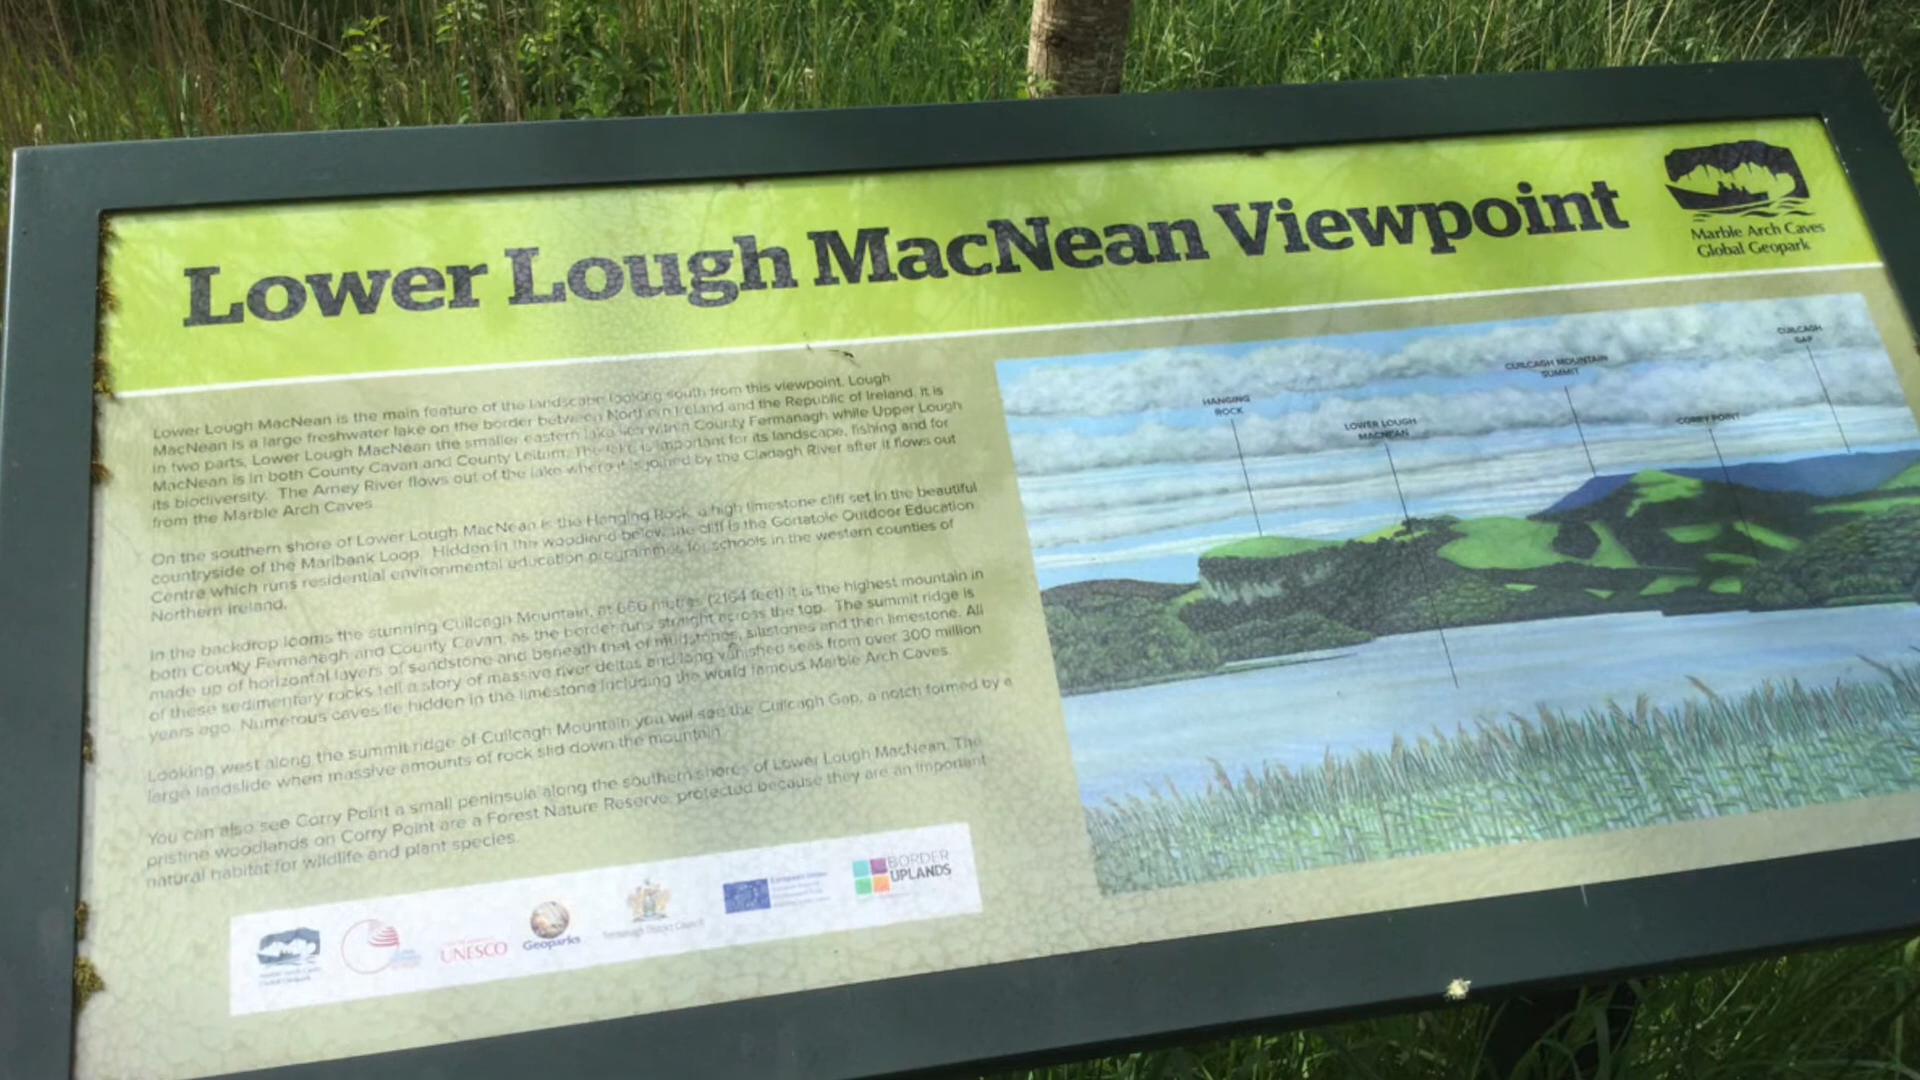 Lower Lough MacNean Viewpoint
Marble Arch Caves
Global Geopark
Lower Lough MacNean is the main feature of the landscape looking south from this viewpoint. Lough
MacNean is a large freshwater lake on the border between Northern Ireland and the Republic of Ireland. It is
in two parts, Lower Lough MacNean the smaller eastern lake lies within County Fermanagh while Upper Lough
MacNean is in both County Cavan and County Leitrim. The lake is important for its landscape, fishing and for
its biodiversity. The Arney River flows out of the lake where it is joined by the Cladagh River after it flows out
from the Marble Arch Caves
On the southern shore of Lower Lough MacNean is the Hanging Rock, a high limestone cliff set in the beautiful
countryside of the Marlbank Loop. Hidden in the woodland below the cliff is the Gortatole Outdoor Education
Centre which runs residential environmental education programmes for schools in the western counties of
Northern Ireland.
In the backdrop looms the stunning Cuilcagh Mountain, at 666 metres (2164 feet) it is the highest mountain in
both County Fermanagh and County Cavan, as the border runs straight across the top. The summit ridge is
made up of horizontal layers of sandstone and beneath that of mudstones, siltstones and then limestone. All
of these sedimentary rocks tell a story of massive river deltas and long vanished seas from over 300 million
years ago. Numerous caves lie hidden in the limestone including the world famous Marble Arch Caves.
Looking west along the summit ridge of Cuilcagh Mountain you will see the Cuilcagh Gap, a notch formed by a
large landslide when massive amounts of rock slid down the mountain.
You can also see Corry Point a small peninsula along the southern shores of Lower Lough MacNean. The
pristine woodlands on Corry Point are a Forest Nature Reserve, protected because they are an important
natural habitat for wildlife and plant species.
HANGING
ROCK
LOWER LOUGH
MACNEAN
CUILCAGH MOUNTAIN
SUMMIT
CORRY POINT
CUILCAGH
GAP
Marble Arch Caves
Global Geopark
UNESCO
Geoparks
Fermanagh District Council
European Union
BORDER
UPLANDS